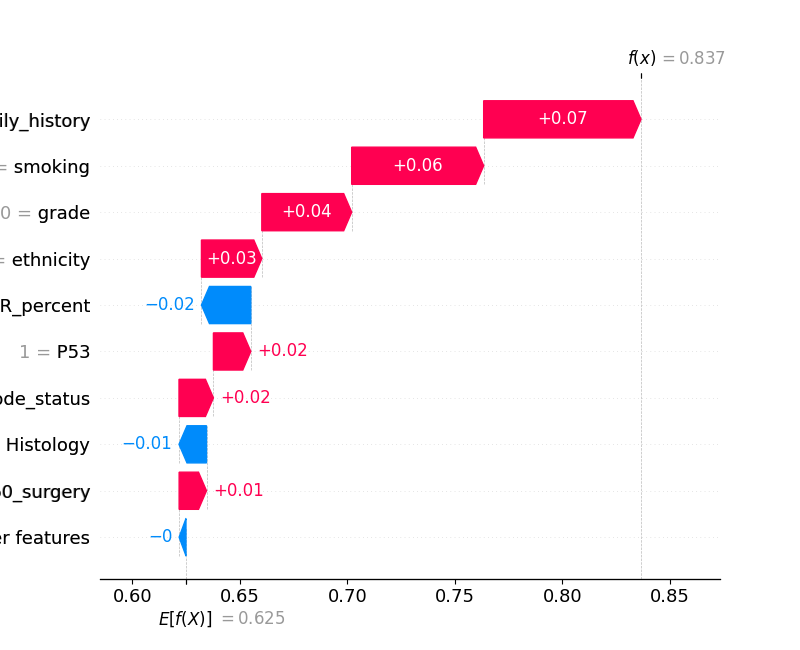 f(x) = 0.837
ily_history
+0.07
= smoking
+0.06
0 = grade
+0.04
= ethnicity
+0.03
R_percent
−0.02
1 = P53
+0.02
ode_status
+0.02
Histology
−0.01
0_surgery
+0.01
er features
−0
0.60 0.65 0.70 0.75 0.80 0.85
E[f(X)] = 0.625